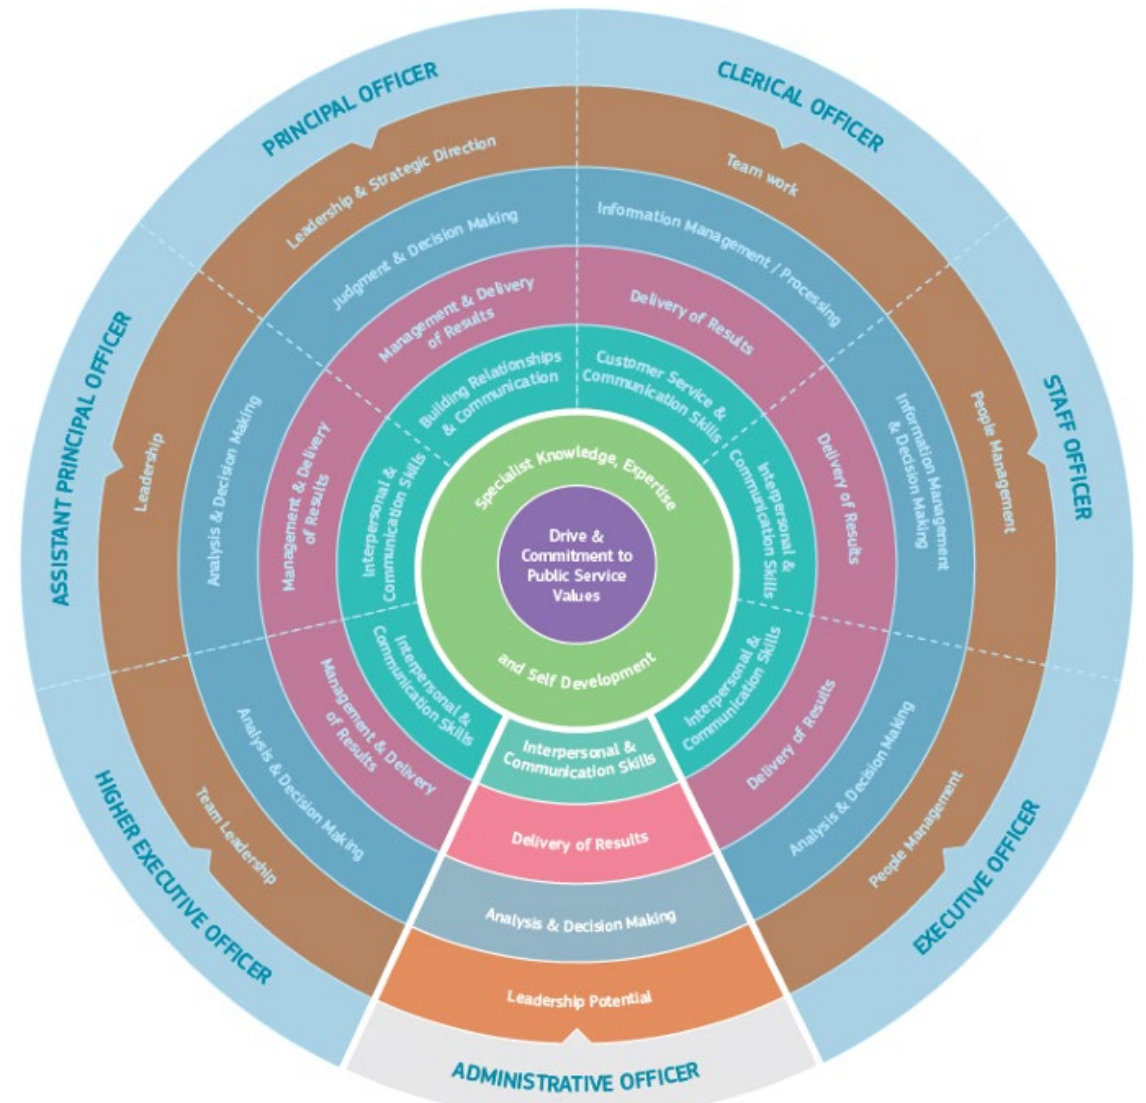 PRINCIPAL OFFICER
Leadership & Strategic Direction
Judgment & Decision Making
Management & Delivery
of Results
Building Relationships
& Communication
CLERICAL OFFICER
Team work
Information Management / Processing
Delivery of Results
Customer Service &
Communication Skills
STAFF OFFICER
People Management
Information Management
& Decision Making
Delivery of Results
Interpersonal &
Communication Skills
EXECUTIVE OFFICER
People Management
Analysis & Decision Making
Delivery of Results
Interpersonal &
Communication Skills
ADMINISTRATIVE OFFICER
Leadership Potential
Analysis & Decision Making
Delivery of Results
Interpersonal &
Communication Skills
HIGHER EXECUTIVE OFFICER
Team Leadership
Analysis & Decision Making
Management & Delivery
of Results
Interpersonal &
Communication Skills
ASSISTANT PRINCIPAL OFFICER
Leadership
Analysis & Decision Making
Management & Delivery
of Results
Interpersonal &
Communication Skills
Specialist Knowledge, Expertise
and Self Development
Drive &
Commitment to
Public Service
Values